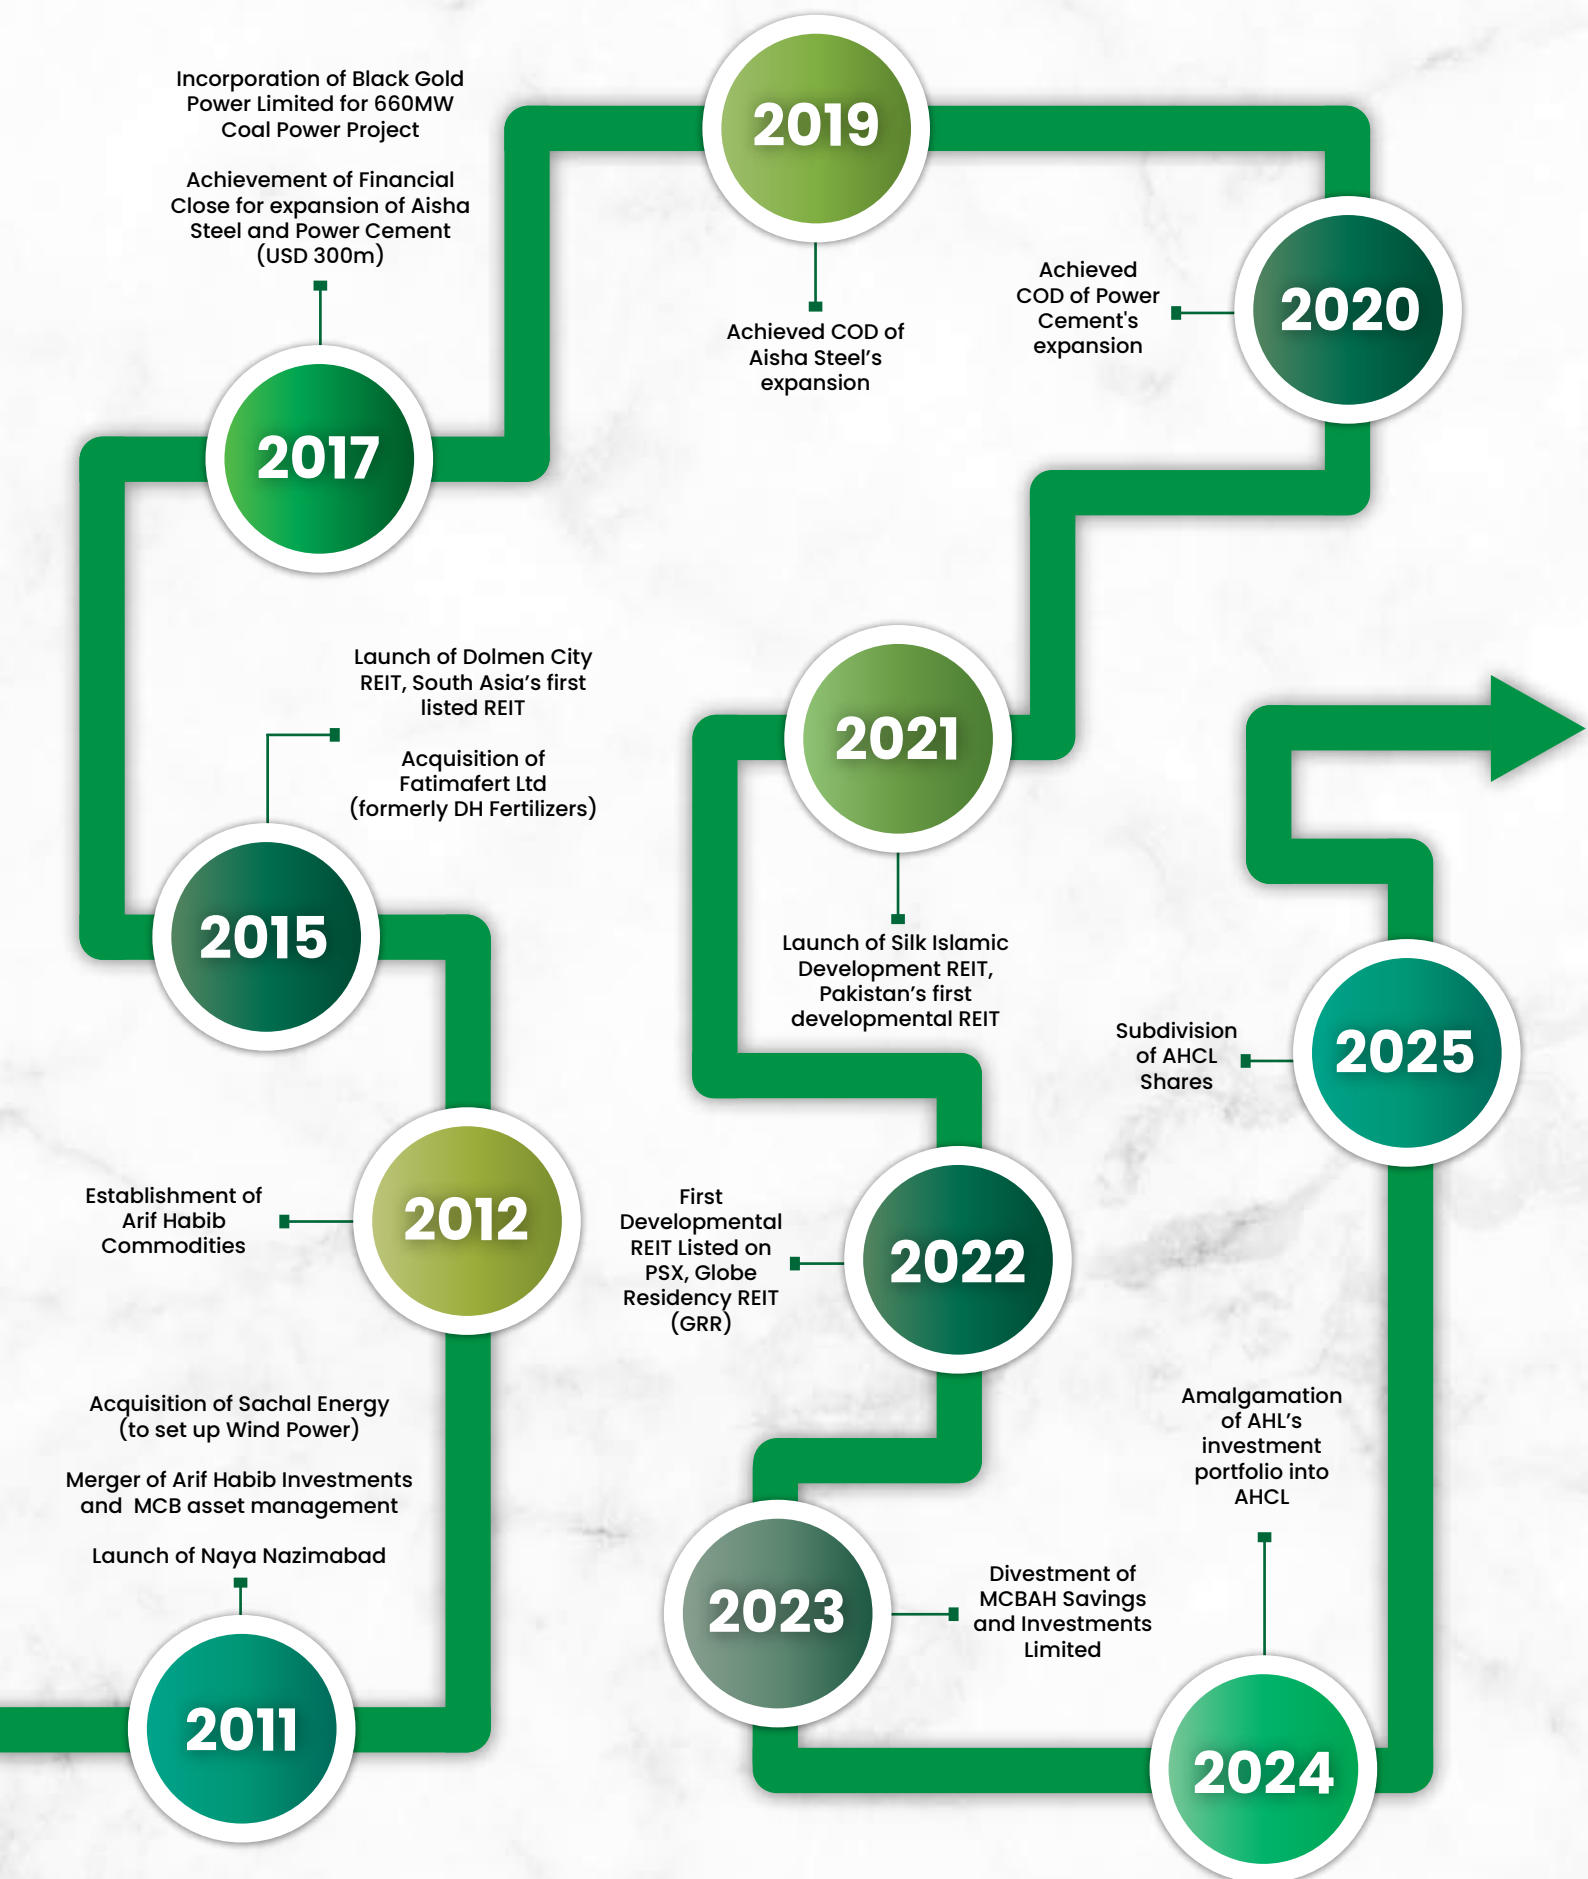 2011
Acquisition of Sachal Energy
(to set up Wind Power)
Merger of Arif Habib Investments
and MCB asset management
Launch of Naya Nazimabad
2012
Establishment of
Arif Habib
Commodities
2015
Launch of Dolmen City
REIT, South Asia’s first
listed REIT
Acquisition of
Fatimafert Ltd
(formerly DH Fertilizers)
2017
Incorporation of Black Gold
Power Limited for 660MW
Coal Power Project
Achievement of Financial
Close for expansion of Aisha
Steel and Power Cement
(USD 300m)
2019
Achieved COD of
Aisha Steel’s
expansion
2020
Achieved
COD of Power
Cement's
expansion
2021
Launch of Silk Islamic
Development REIT,
Pakistan’s first
developmental REIT
2022
First
Developmental
REIT Listed on
PSX, Globe
Residency REIT
(GRR)
2023
Divestment of
MCBAH Savings
and Investments
Limited
2024
Amalgamation
of AHL’s
investment
portfolio into
AHCL
2025
Subdivision
of AHCL
Shares